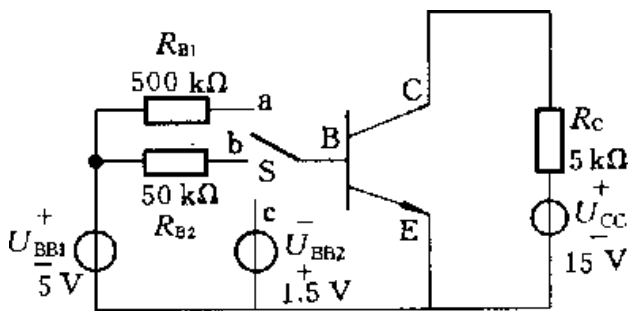 R_B1
500 kΩ
a
b
S
50 kΩ
R_B2
c
B
C
E
R_C
5 kΩ
+
U_BB1
−
5 V
−
U_BB2
+
1.5 V
+
U_CC
−
15 V